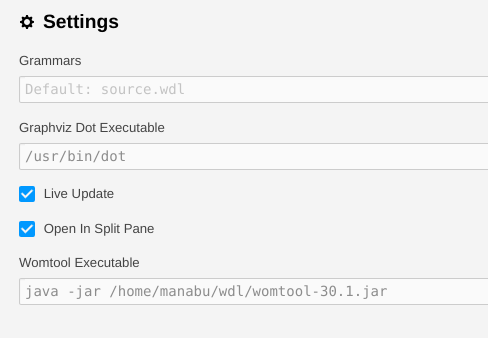 Settings
Grammars
Default: source.wdl
Graphviz Dot Executable
/usr/bin/dot
Live Update
Open In Split Pane
Womtool Executable
java -jar /home/manabu/wdl/womtool-30.1.jar